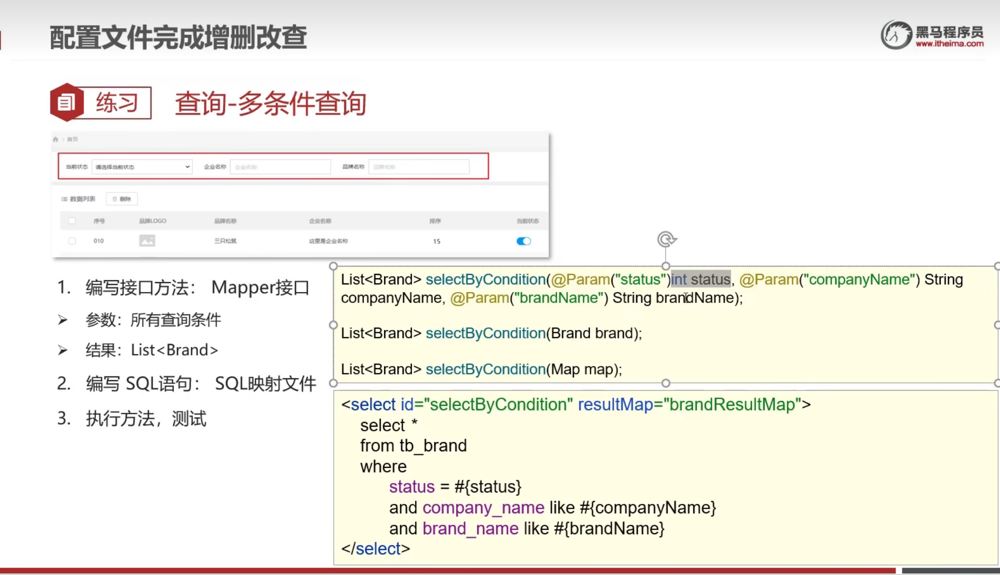 配置文件完成增删改查
黑马程序员
www.itheima.com
练习
查询-多条件查询
> 首页
当前状态 请选择当前状态 企业名称 企业名称 品牌名称 品牌名称
数据列表 删除
序号 品牌LOGO 品牌名称 企业名称 排序 当前状态
010 三只松鼠 这里是企业名称 15
1. 编写接口方法： Mapper接口
➢ 参数：所有查询条件
➢ 结果：List<Brand>
2. 编写 SQL语句： SQL映射文件
3. 执行方法，测试
List<Brand> selectByCondition(@Param("status")int status, @Param("companyName") String
companyName, @Param("brandName") String brandName);
List<Brand> selectByCondition(Brand brand);
List<Brand> selectByCondition(Map map);
<select id="selectByCondition" resultMap="brandResultMap">
select *
from tb_brand
where
status = #{status}
and company_name like #{companyName}
and brand_name like #{brandName}
</select>